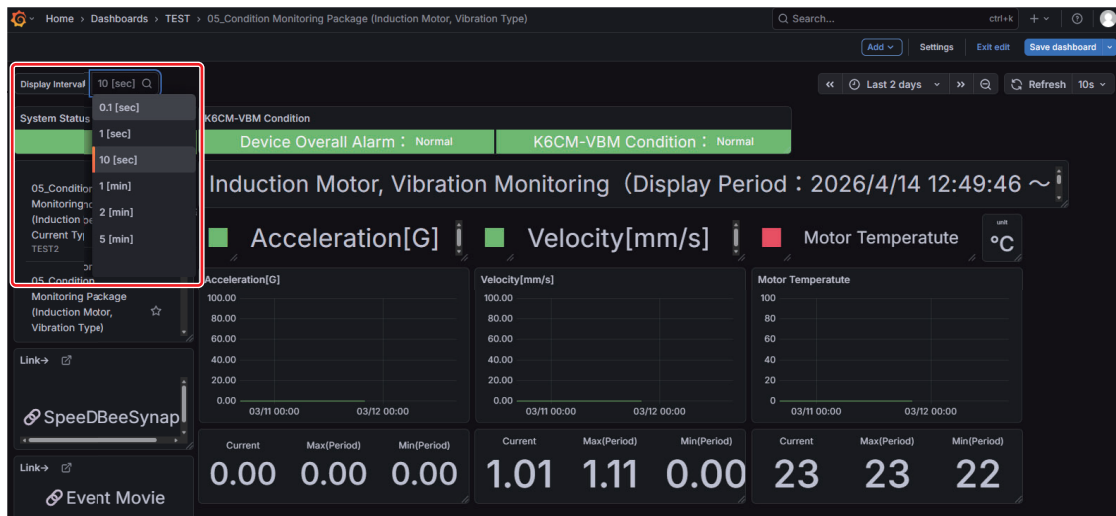 Home › Dashboards › TEST › 05_Condition Monitoring Package (Induction Motor, Vibration Type)
Search...
ctrl+k
Add
Settings
Exit edit
Save dashboard
Display Interval
10 [sec]
0.1 [sec]
1 [sec]
10 [sec]
1 [min]
2 [min]
5 [min]
Last 2 days
Refresh
10s
System Status
K6CM-VBM Condition
Device Overall Alarm： Normal
K6CM-VBM Condition： Normal
05_Condition
Monitoring
(Induction
Current Ty
TEST2
Induction Motor, Vibration Monitoring（Display Period：2026/4/14 12:49:46 ～
Acceleration[G]
Velocity[mm/s]
Motor Temperatute
unit
°C
05_Condition
Monitoring Package
(Induction Motor,
Vibration Type)
Link→
SpeeDBeeSynap
Link→
Event Movie
Acceleration[G]
100.00
80.00
60.00
40.00
20.00
0.00
03/11 00:00
03/12 00:00
Velocity[mm/s]
100.00
80.00
60.00
40.00
20.00
0.00
03/11 00:00
03/12 00:00
Motor Temperatute
100
80
60
40
20
0
03/11 00:00
03/12 00:00
Current Max(Period) Min(Period)
0.00 0.00 0.00
Current Max(Period) Min(Period)
1.01 1.11 0.00
Current Max(Period) Min(Period)
23 23 22